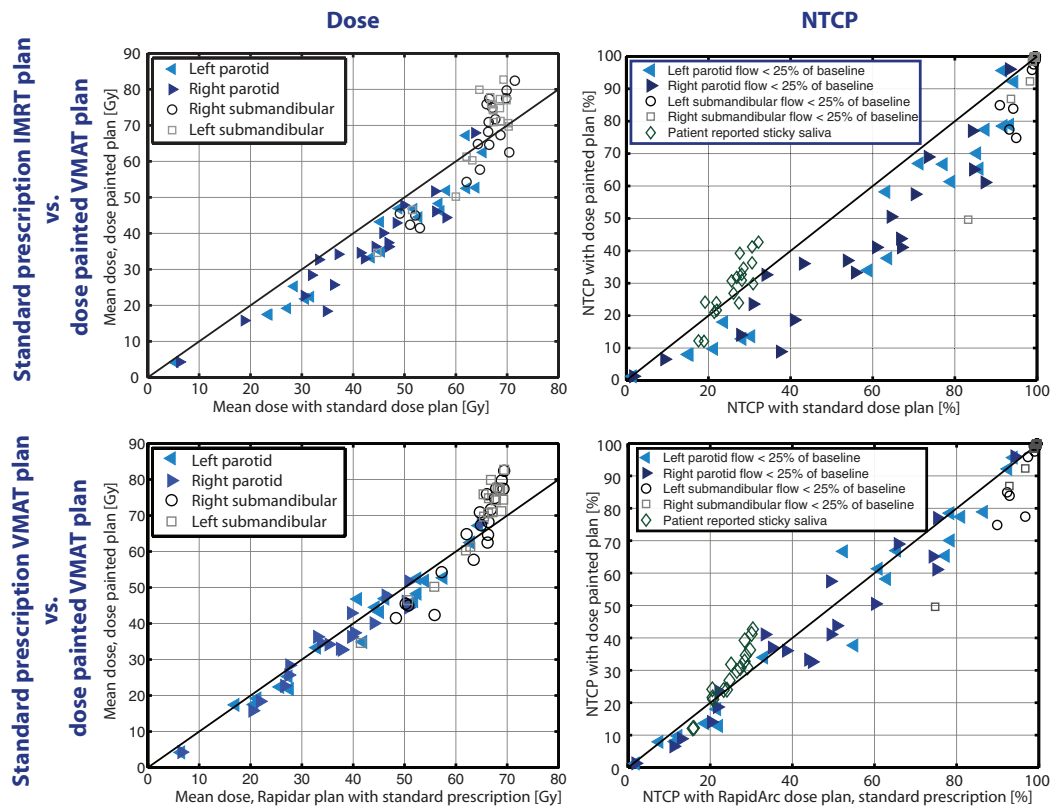 Dose
NTCP
Standard prescription IMRT plan
vs.
dose painted VMAT plan
Mean dose, dose painted plan [Gy]
90
80
70
60
50
40
30
20
10
0
Left parotid
Right parotid
Right submandibular
Left submandibular
0 10 20 30 40 50 60 70 80
Mean dose with standard dose plan [Gy]
NTCP with dose painted plan [%]
100
90
80
70
60
50
40
30
20
10
0
Left parotid flow < 25% of baseline
Right parotid flow < 25% of baseline
Left submandibular flow < 25% of baseline
Right submandibular flow < 25% of baseline
Patient reported sticky saliva
0 20 40 60 80 100
NTCP with standard dose plan [%]
Standard prescription VMAT plan
vs.
dose painted VMAT plan
Mean dose, dose painted plan [Gy]
90
80
70
60
50
40
30
20
10
0
Left parotid
Right parotid
Right submandibular
Left submandibular
0 10 20 30 40 50 60 70 80
Mean dose, Rapidar plan with standard prescription [Gy]
NTCP with dose painted plan [%]
100
90
80
70
60
50
40
30
20
10
0
Left parotid flow < 25% of baseline
Right parotid flow < 25% of baseline
Left submandibular flow < 25% of baseline
Right submandibular flow < 25% of baseline
Patient reported sticky saliva
0 20 40 60 80 100
NTCP with RapidArc dose plan, standard prescription [%]